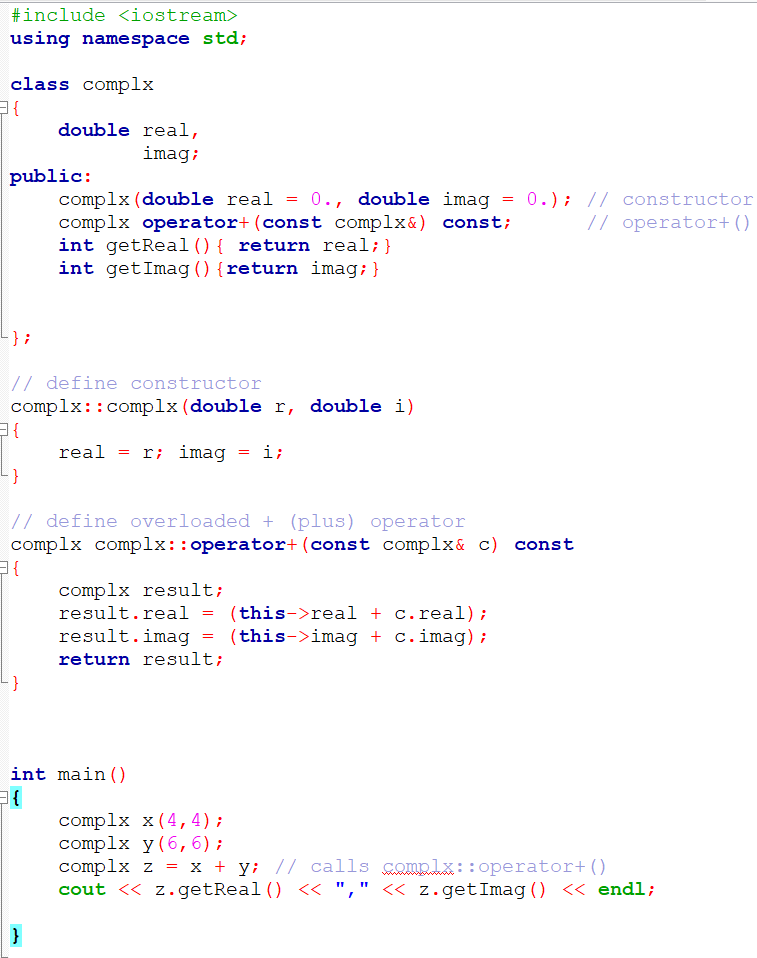 #include <iostream>
using namespace std;
class complx
{
    double real,
           imag;
public:
    complx(double real = 0., double imag = 0.); // constructor
    complx operator+(const complx&) const;      // operator+()
    int getReal(){ return real;}
    int getImag(){return imag;}
};
// define constructor
complx::complx(double r, double i)
{
    real = r; imag = i;
}
// define overloaded + (plus) operator
complx complx::operator+(const complx& c) const
{
    complx result;
    result.real = (this->real + c.real);
    result.imag = (this->imag + c.imag);
    return result;
}
int main()
{
    complx x(4,4);
    complx y(6,6);
    complx z = x + y; // calls complx::operator+()
    cout << z.getReal() << "," << z.getImag() << endl;
}